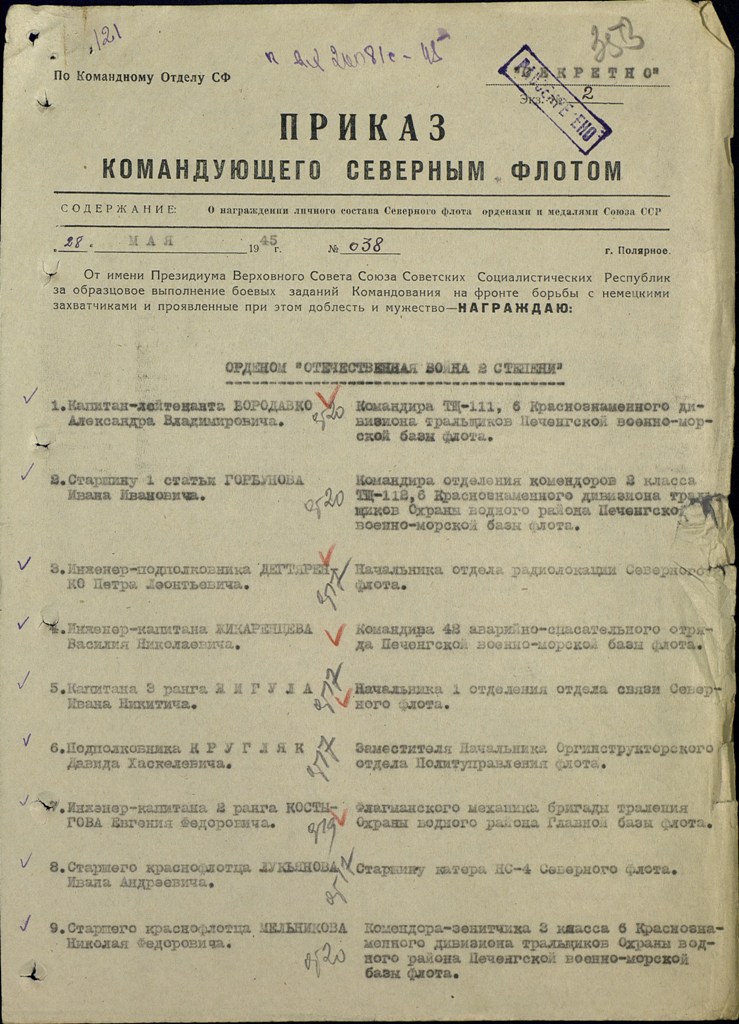 121
353
По Командному Отделу СФ
"СЕКРЕТНО"
Экз. 2
ПРИКАЗ
КОМАНДУЮЩЕГО СЕВЕРНЫМ ФЛОТОМ
СОДЕРЖАНИЕ: О награждении личного состава Северного флота орденами и медалями Союза ССР
„28“ МАЯ 1945 г. № 038 г. Полярное.
От имени Президиума Верховного Совета Союза Советских Социалистических Республик
за образцовое выполнение боевых заданий Командования на фронте борьбы с немецкими
захватчиками и проявленные при этом доблесть и мужество—НАГРАЖДАЮ:
ОРДЕНОМ "ОТЕЧЕСТВЕННАЯ ВОЙНА 2 СТЕПЕНИ"
1.Капитан-лейтенанта БОРОДАВКО Командира ТЩ-111, 6 Краснознаменного ди-
Александра Владимировича. визиона тральщиков Печенгской военно-мор-
ской базы флота.
2.Старшину 1 статьи ГОРБУНОВА Командира отделения комендоров 2 класса
Ивана Ивановича. ТЩ-112,6 Краснознаменного дивизиона траль
щиков Охраны водного района Печенгской
военно-морской базы флота.
3.Инженер-подполковника ДЕГТЯРЕН- Начальника отдела радиолокации Северного
КО Петра Леонтьевича. флота.
4.Инженер-капитана ЖИКАРЕНЦЕВА Командира 42 аварийно-спасательного отря-
Василия Николаевича. да Печенгской военно-морской базы флота.
5.Капитана 3 ранга Ж И Г У Л А Начальника 1 отделения отдела связи Север-
Ивана Никитича. ного флота.
6.Подполковника К Р У Г Л Я К Заместителя Начальника Оргинструкторского
Давида Хаскелевича. отдела Политуправления флота.
7.Инженер-капитана 2 ранга КОСТЫ- Флагманского механика бригады траления
ГОВА Евгения Федоровича. Охраны водного района Главной базы флота.
8.Старшего краснофлотца ЛУКЬЯНОВА Старшину катера НС-4 Северного флота.
Ивана Андреевича.
9.Старшего краснофлотца МЕЛЬНИКОВА Комендора-зенитчика 3 класса 6 Краснозна-
Николая Федоровича. менного дивизиона тральщиков Охраны вод-
ного района Печенгской военно-морской
базы флота.